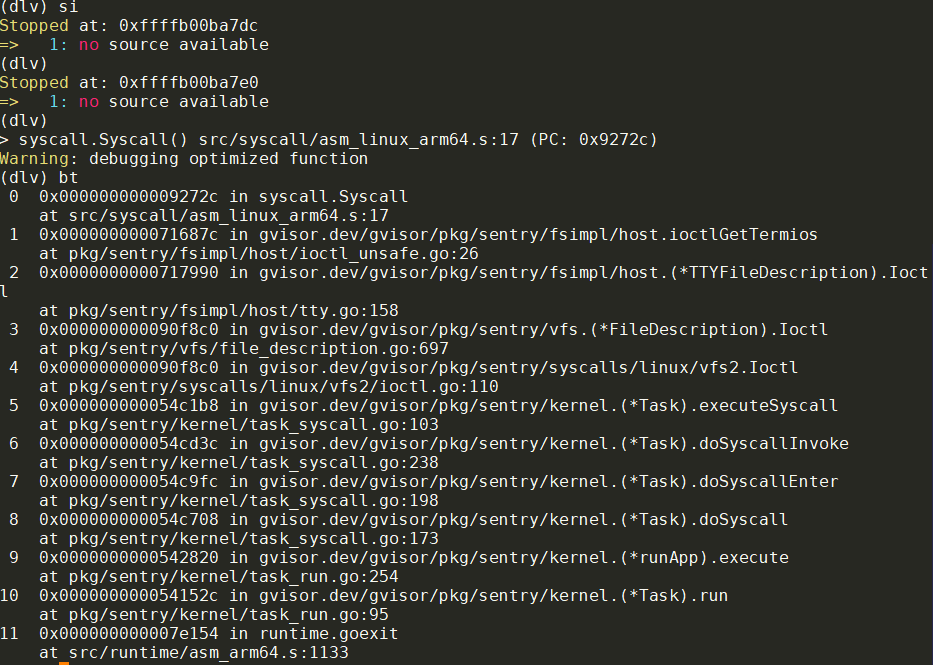 (dlv) si
Stopped at: 0xffffb00ba7dc
=>   1: no source available
(dlv)
Stopped at: 0xffffb00ba7e0
=>   1: no source available
(dlv)
> syscall.Syscall() src/syscall/asm_linux_arm64.s:17 (PC: 0x9272c)
Warning: debugging optimized function
(dlv) bt
 0  0x000000000009272c in syscall.Syscall
    at src/syscall/asm_linux_arm64.s:17
 1  0x000000000071687c in gvisor.dev/gvisor/pkg/sentry/fsimpl/host.ioctlGetTermios
    at pkg/sentry/fsimpl/host/ioctl_unsafe.go:26
 2  0x0000000000717990 in gvisor.dev/gvisor/pkg/sentry/fsimpl/host.(*TTYFileDescription).Ioct
l
    at pkg/sentry/fsimpl/host/tty.go:158
 3  0x000000000090f8c0 in gvisor.dev/gvisor/pkg/sentry/vfs.(*FileDescription).Ioctl
    at pkg/sentry/vfs/file_description.go:697
 4  0x000000000090f8c0 in gvisor.dev/gvisor/pkg/sentry/syscalls/linux/vfs2.Ioctl
    at pkg/sentry/syscalls/linux/vfs2/ioctl.go:110
 5  0x000000000054c1b8 in gvisor.dev/gvisor/pkg/sentry/kernel.(*Task).executeSyscall
    at pkg/sentry/kernel/task_syscall.go:103
 6  0x000000000054cd3c in gvisor.dev/gvisor/pkg/sentry/kernel.(*Task).doSyscallInvoke
    at pkg/sentry/kernel/task_syscall.go:238
 7  0x000000000054c9fc in gvisor.dev/gvisor/pkg/sentry/kernel.(*Task).doSyscallEnter
    at pkg/sentry/kernel/task_syscall.go:198
 8  0x000000000054c708 in gvisor.dev/gvisor/pkg/sentry/kernel.(*Task).doSyscall
    at pkg/sentry/kernel/task_syscall.go:173
 9  0x0000000000542820 in gvisor.dev/gvisor/pkg/sentry/kernel.(*runApp).execute
    at pkg/sentry/kernel/task_run.go:254
10  0x000000000054152c in gvisor.dev/gvisor/pkg/sentry/kernel.(*Task).run
    at pkg/sentry/kernel/task_run.go:95
11  0x000000000007e154 in runtime.goexit
    at src/runtime/asm_arm64.s:1133